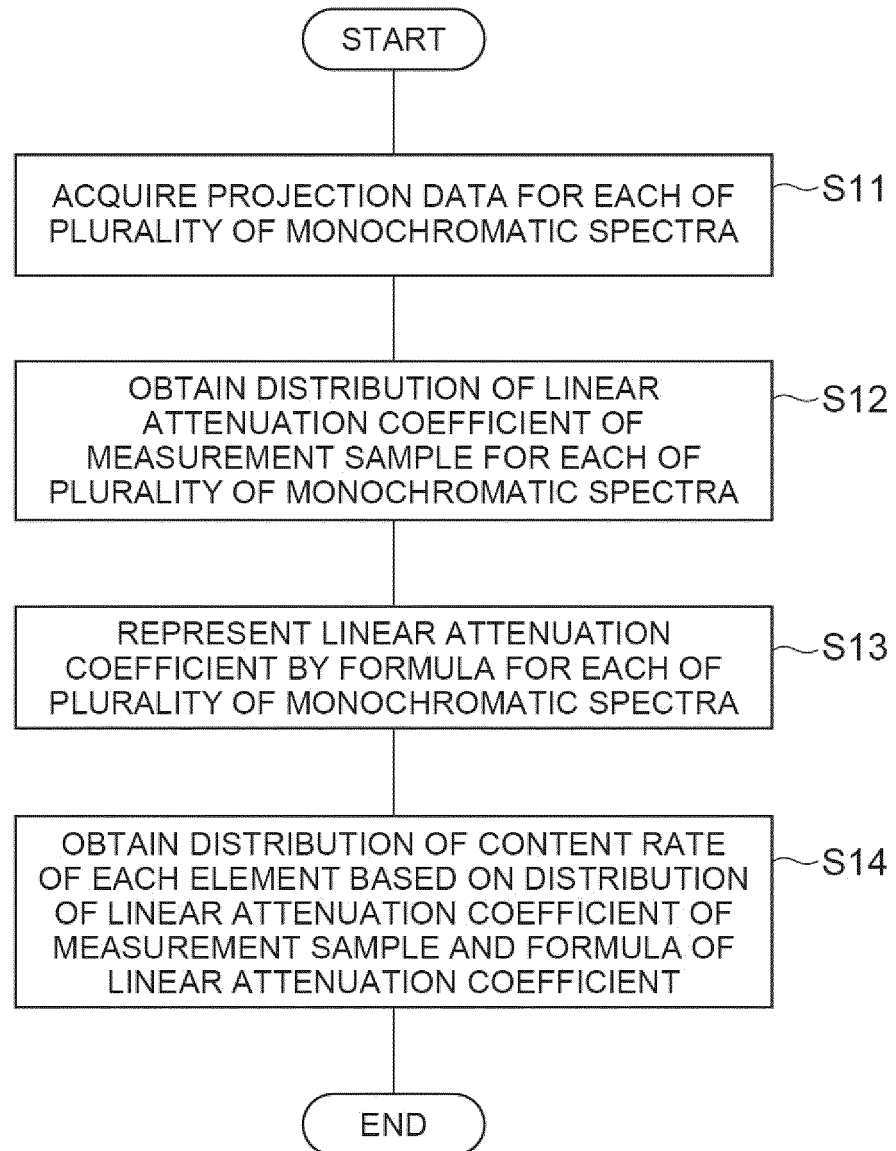 START
ACQUIRE PROJECTION DATA FOR EACH OF
PLURALITY OF MONOCHROMATIC SPECTRA
S11
OBTAIN DISTRIBUTION OF LINEAR
ATTENUATION COEFFICIENT OF
MEASUREMENT SAMPLE FOR EACH OF
PLURALITY OF MONOCHROMATIC SPECTRA
S12
REPRESENT LINEAR ATTENUATION
COEFFICIENT BY FORMULA FOR EACH OF
PLURALITY OF MONOCHROMATIC SPECTRA
S13
OBTAIN DISTRIBUTION OF CONTENT RATE
OF EACH ELEMENT BASED ON DISTRIBUTION
OF LINEAR ATTENUATION COEFFICIENT OF
MEASUREMENT SAMPLE AND FORMULA OF
LINEAR ATTENUATION COEFFICIENT
S14
END